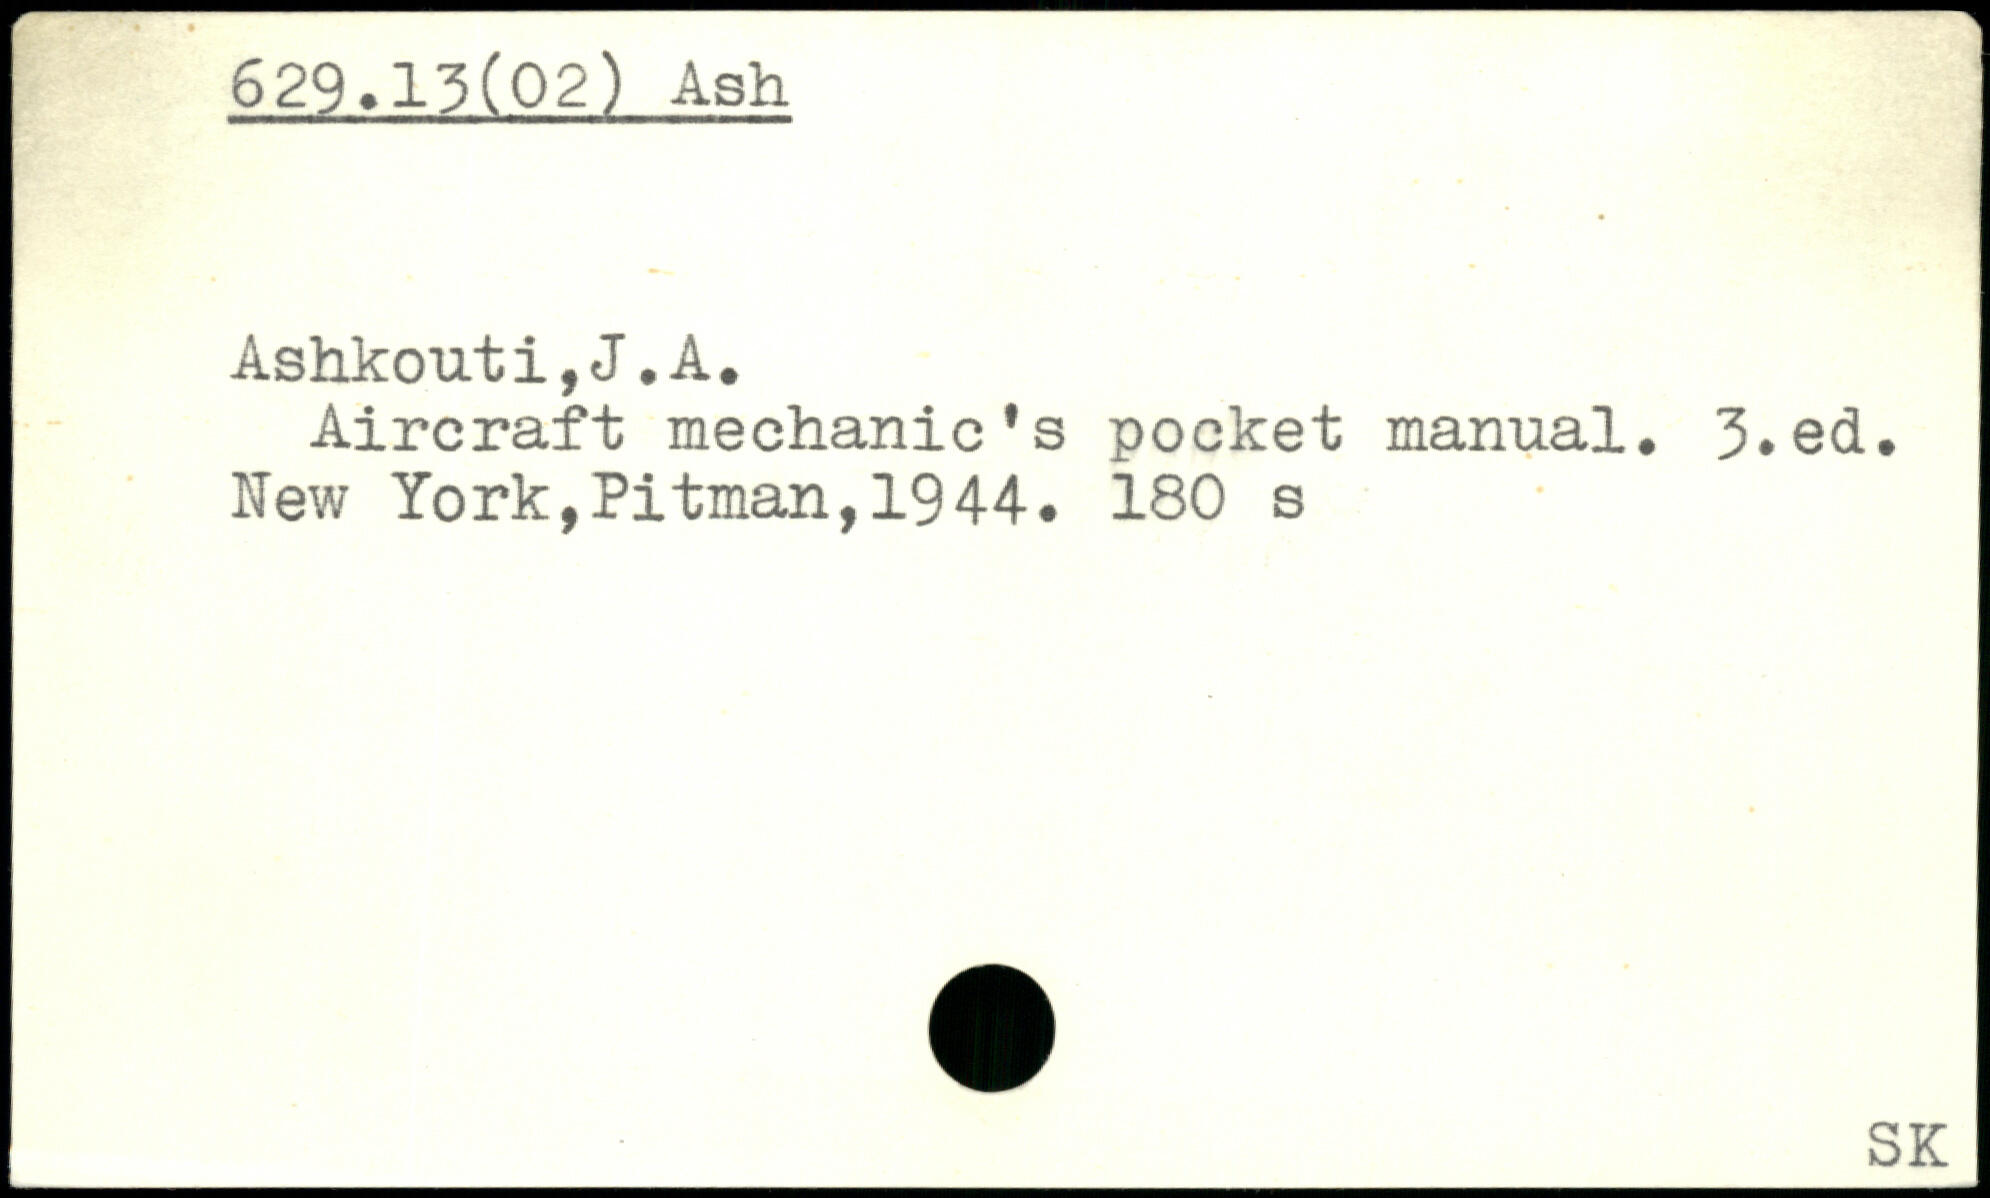 629.13(02) Ash
Ashkouti,J.A.
Aircraft mechanic's pocket manual. 3.ed.
New York,Pitman,1944. 180 s
SK